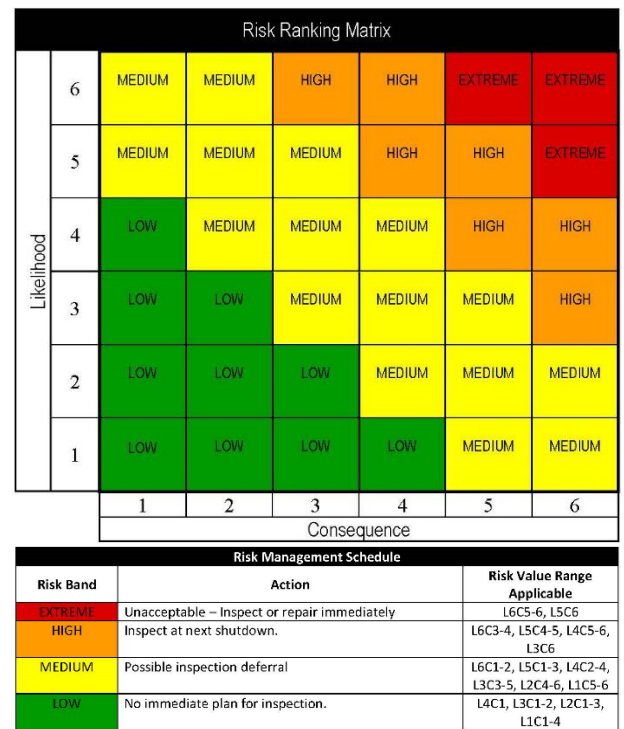 Risk Ranking Matrix
Likelihood
6 MEDIUM MEDIUM HIGH HIGH EXTREME EXTREME
5 MEDIUM MEDIUM MEDIUM HIGH HIGH EXTREME
4 LOW MEDIUM MEDIUM MEDIUM HIGH HIGH
3 LOW LOW MEDIUM MEDIUM MEDIUM HIGH
2 LOW LOW LOW MEDIUM MEDIUM MEDIUM
1 LOW LOW LOW LOW MEDIUM MEDIUM
1 2 3 4 5 6
Consequence
Risk Management Schedule
Risk Band Action Risk Value Range
Applicable
EXTREME Unacceptable – Inspect or repair immediately L6C5-6, L5C6
HIGH Inspect at next shutdown. L6C3-4, L5C4-5, L4C5-6,
L3C6
MEDIUM Possible inspection deferral L6C1-2, L5C1-3, L4C2-4,
L3C3-5, L2C4-6, L1C5-6
LOW No immediate plan for inspection. L4C1, L3C1-2, L2C1-3,
L1C1-4